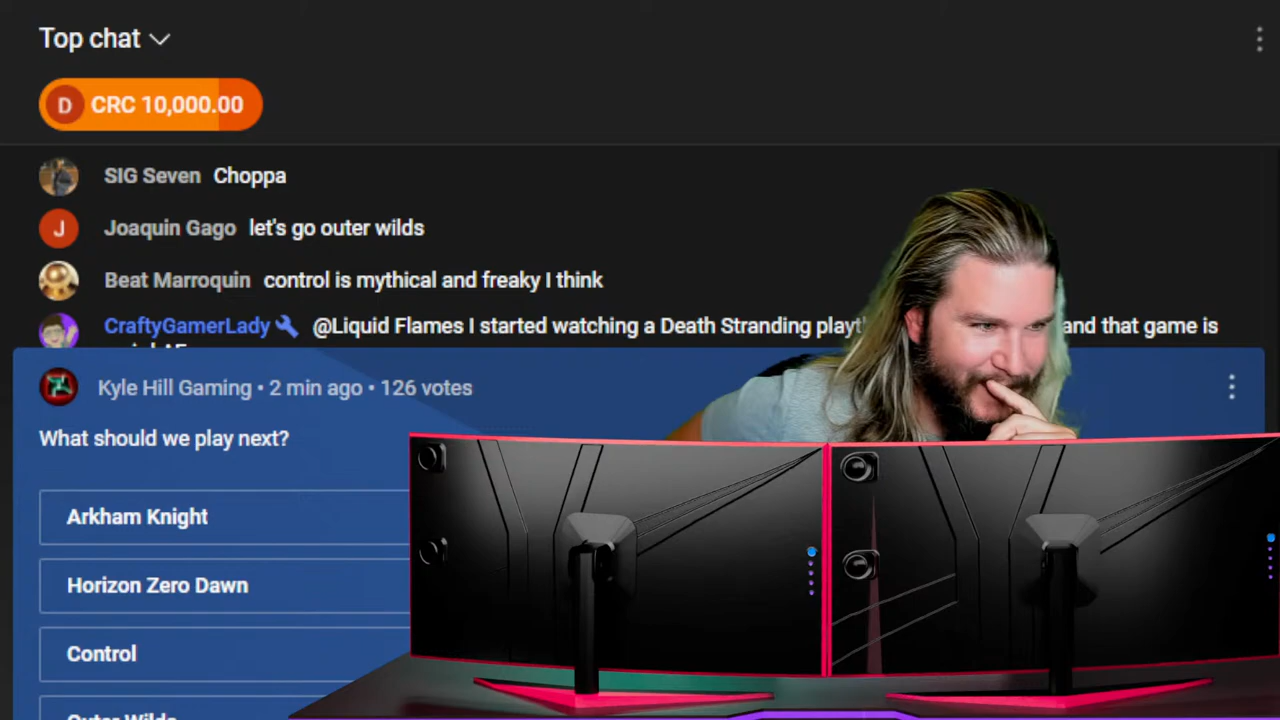 Top chat
D CRC 10,000.00
SIG Seven Choppa
J Joaquin Gago let's go outer wilds
Beat Marroquin control is mythical and freaky I think
CraftyGamerLady @Liquid Flames I started watching a Death Stranding and that game is
Kyle Hill Gaming • 2 min ago • 126 votes
What should we play next?
Arkham Knight
Horizon Zero Dawn
Control
Outer Wilds